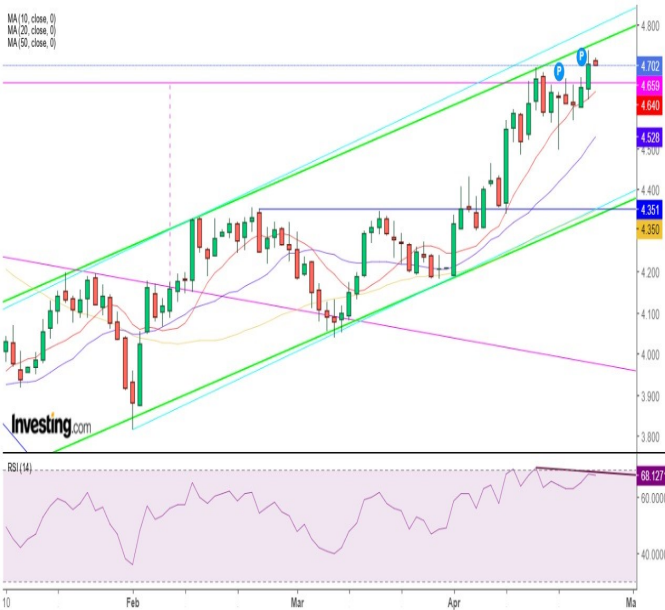 MA (10, close, 0)
MA (20, close, 0)
MA (50, close, 0)
4.800
4.702
4.659
4.640
4.528
4.500
4.400
4.351
4.350
4.200
4.100
4.000
3.900
3.800
P
P
Investing.com
RSI (14)
68.1271
60.0000
40.0000
10
Feb
Mar
Apr
Ma